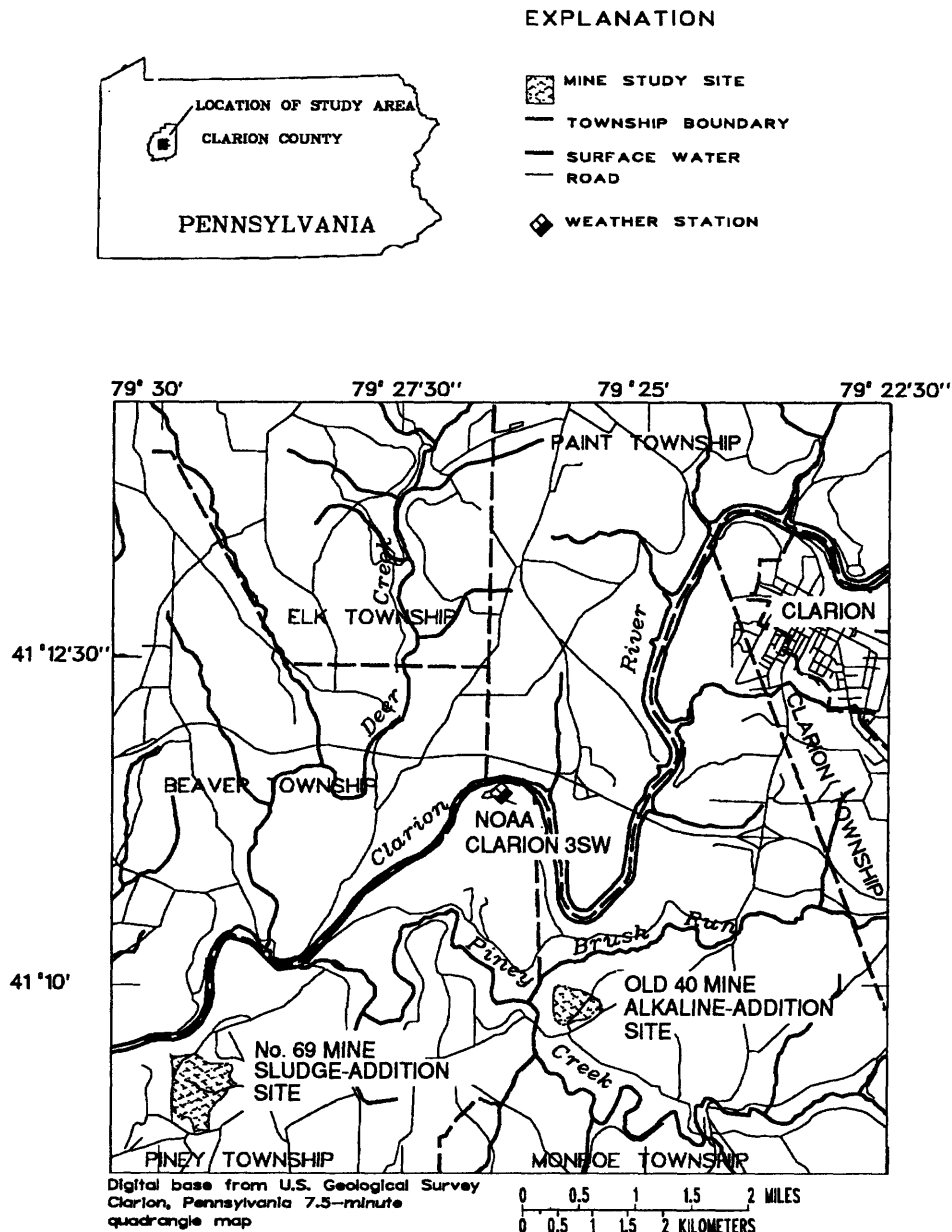 EXPLANATION
MINE STUDY SITE
TOWNSHIP BOUNDARY
SURFACE WATER
ROAD
WEATHER STATION
LOCATION OF STUDY AREA
CLARION COUNTY
PENNSYLVANIA
79° 30'
79° 27'30''
79° 25'
79° 22'30''
PAINT TOWNSHIP
Creek
ELK TOWNSHIP
River
CLARION
41° 12'30''
Deer
CLARION TOWNSHIP
BEAVER TOWNSHIP
Clarion
NOAA
CLARION 3SW
Piney
Brush Run
41° 10'
OLD 40 MINE
ALKALINE-ADDITION
SITE
No. 69 MINE
SLUDGE-ADDITION
SITE
Creek
PINEY TOWNSHIP
MONROE TOWNSHIP
Digital base from U.S. Geological Survey
Clarion, Pennsylvania 7.5-minute
quadrangle map
0 0.5 1 1.5 2 MILES
0 0.5 1 1.5 2 KILOMETERS